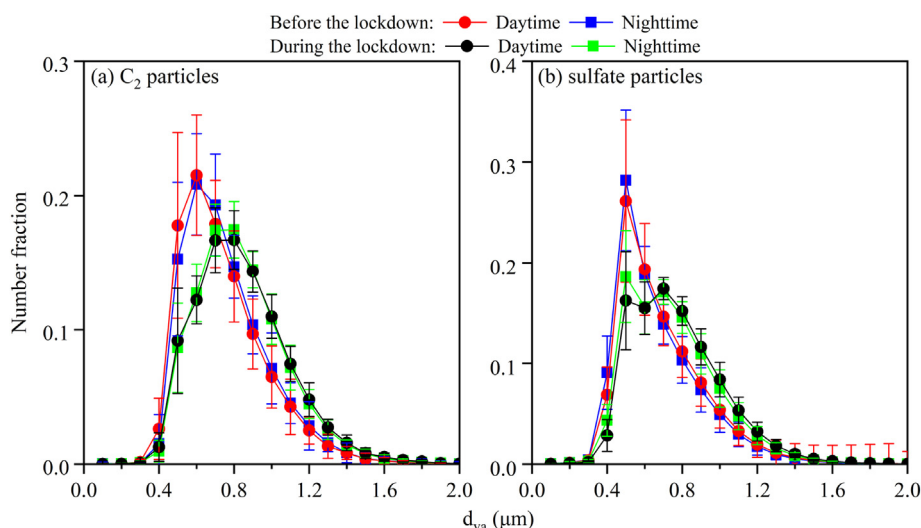 Before the lockdown: Daytime Nighttime
During the lockdown: Daytime Nighttime
(a) C₂ particles
(b) sulfate particles
Number fraction
0.3
0.2
0.1
0.0
0.4
0.3
0.2
0.1
0.0
0.0 0.4 0.8 1.2 1.6 2.0
0.0 0.4 0.8 1.2 1.6 2.0
d_va (μm)